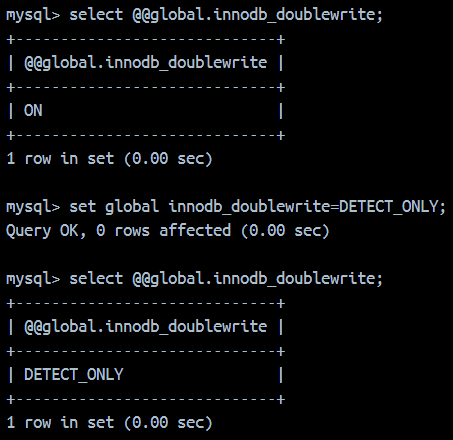 mysql> select @@global.innodb_doublewrite;
+-----------------------------+
| @@global.innodb_doublewrite |
+-----------------------------+
| ON                          |
+-----------------------------+
1 row in set (0.00 sec)

mysql> set global innodb_doublewrite=DETECT_ONLY;
Query OK, 0 rows affected (0.00 sec)

mysql> select @@global.innodb_doublewrite;
+-----------------------------+
| @@global.innodb_doublewrite |
+-----------------------------+
| DETECT_ONLY                 |
+-----------------------------+
1 row in set (0.00 sec)